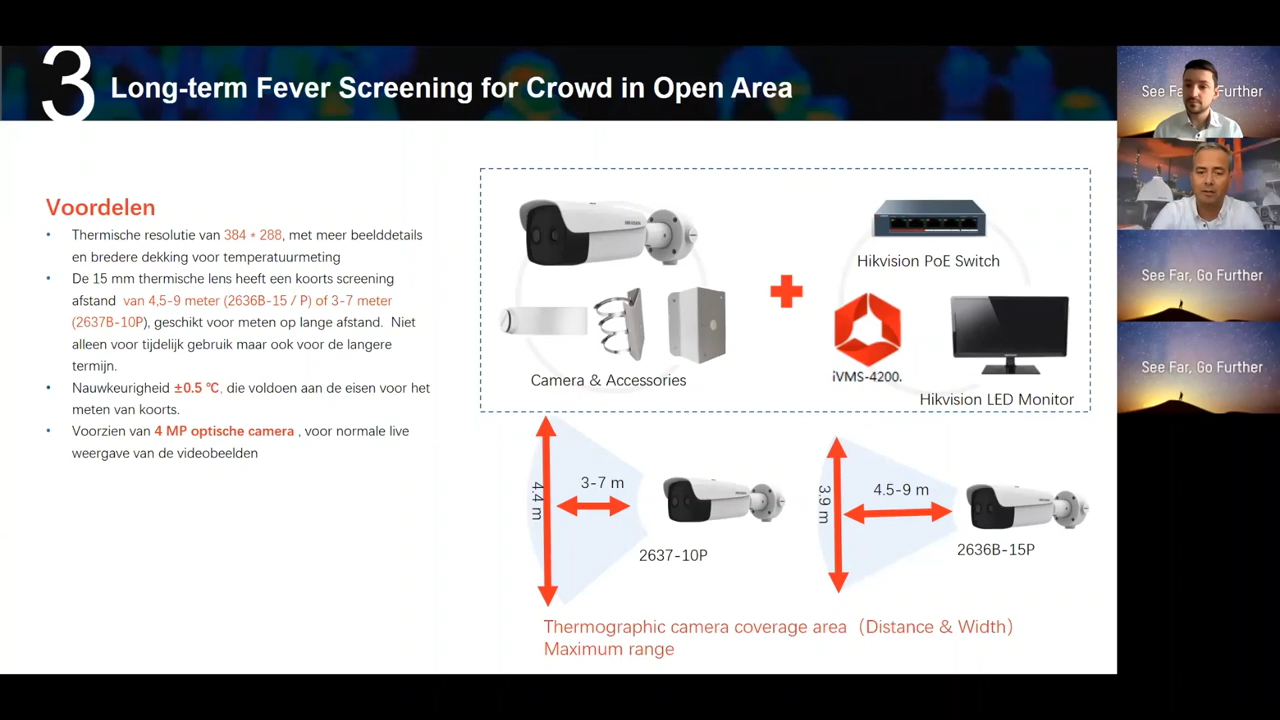 3
Long-term Fever Screening for Crowd in Open Area
Voordelen
• Thermische resolutie van 384 * 288, met meer beelddetails
en bredere dekking voor temperatuurmeting
• De 15 mm thermische lens heeft een koorts screening
afstand van 4,5-9 meter (2636B-15 / P) of 3-7 meter
(2637B-10P), geschikt voor meten op lange afstand. Niet
alleen voor tijdelijk gebruik maar ook voor de langere
termijn.
• Nauwkeurigheid ±0.5 ℃, die voldoen aan de eisen voor het
meten van koorts.
• Voorzien van 4 MP optische camera , voor normale live
weergave van de videobeelden
HIKVISION
Camera & Accessories
Hikvision PoE Switch
iVMS-4200.
Hikvision LED Monitor
4.4 m
3-7 m
2637-10P
3.9 m
4.5-9 m
2636B-15P
Thermographic camera coverage area（Distance & Width）
Maximum range
See Fa
Further
See Far, Go Further
See Far, Go Further